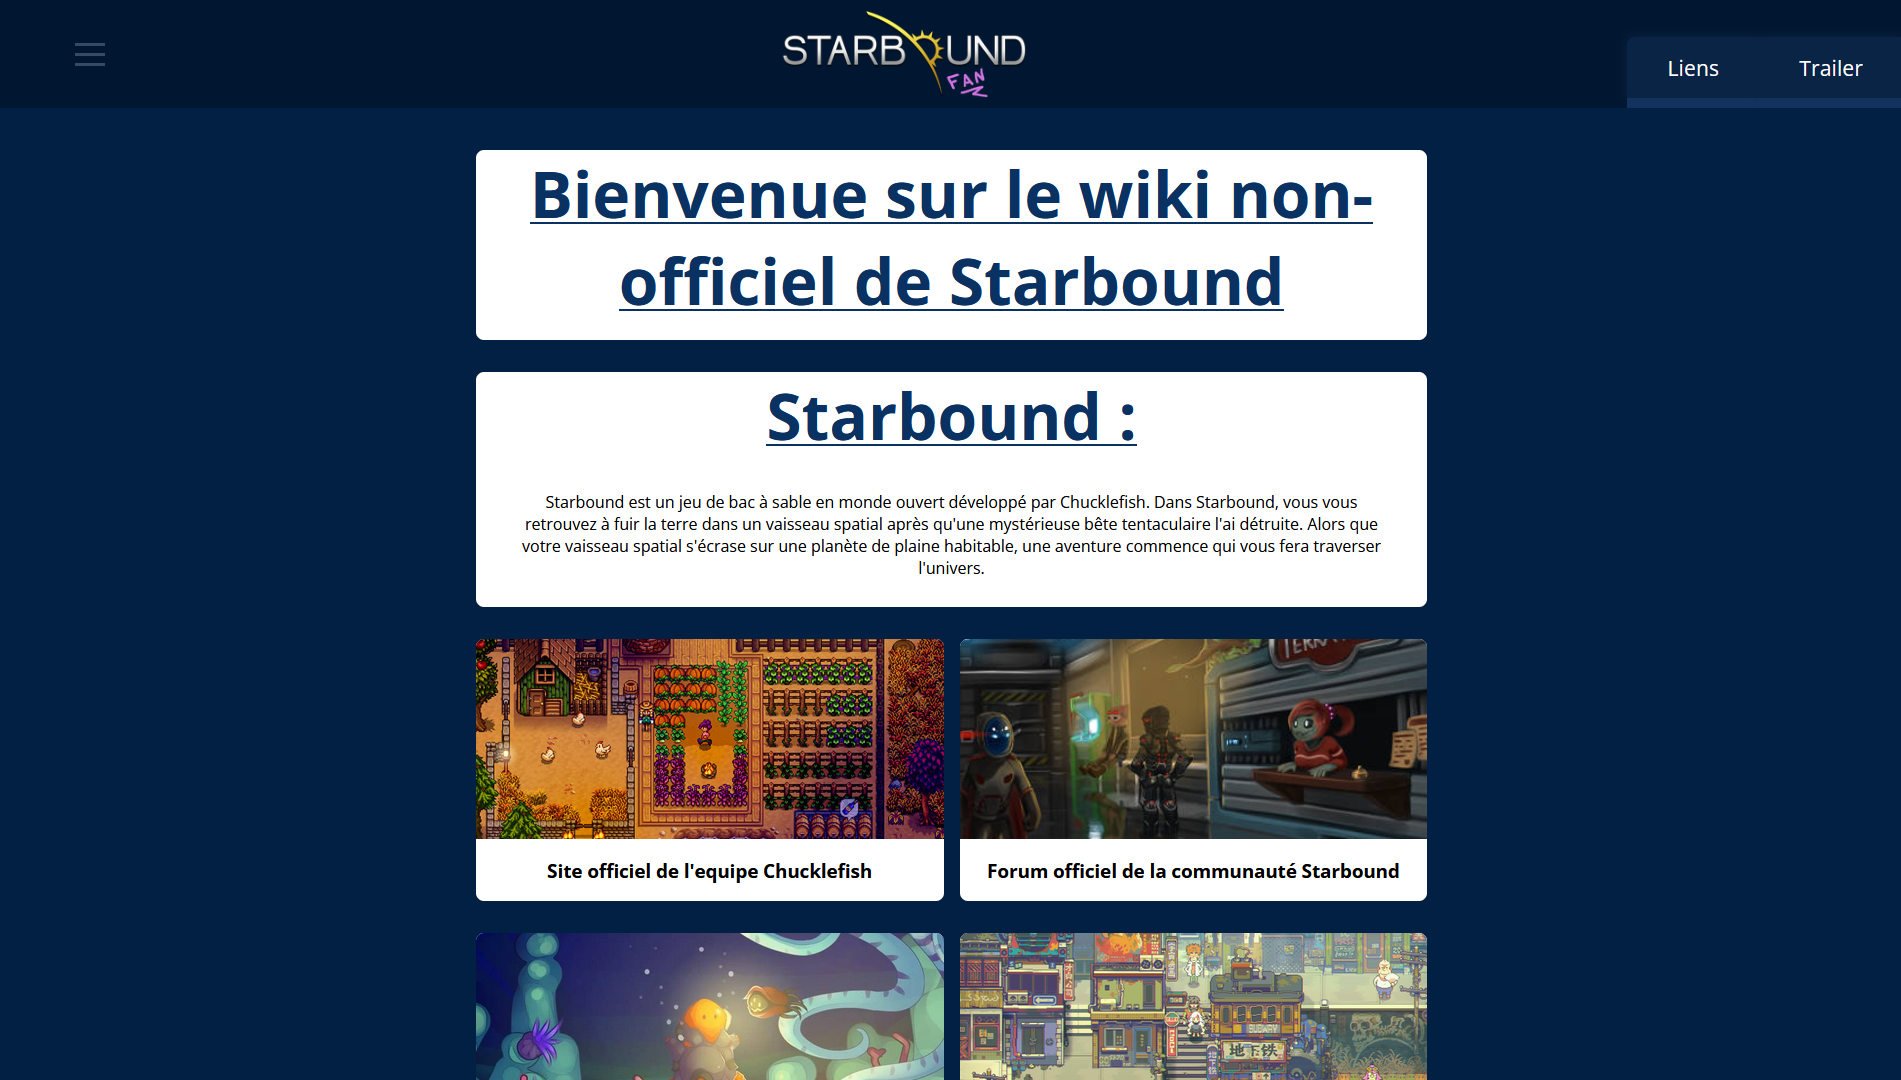 STARBOUND
FAN
Liens
Trailer
Bienvenue sur le wiki non-
officiel de Starbound
Starbound :
Starbound est un jeu de bac à sable en monde ouvert développé par Chucklefish. Dans Starbound, vous vous
retrouvez à fuir la terre dans un vaisseau spatial après qu'une mystérieuse bête tentaculaire l'ai détruite. Alors que
votre vaisseau spatial s'écrase sur une planète de plaine habitable, une aventure commence qui vous fera traverser
l'univers.
Site officiel de l'equipe Chucklefish
Forum officiel de la communauté Starbound
SUBWAY
地下铁